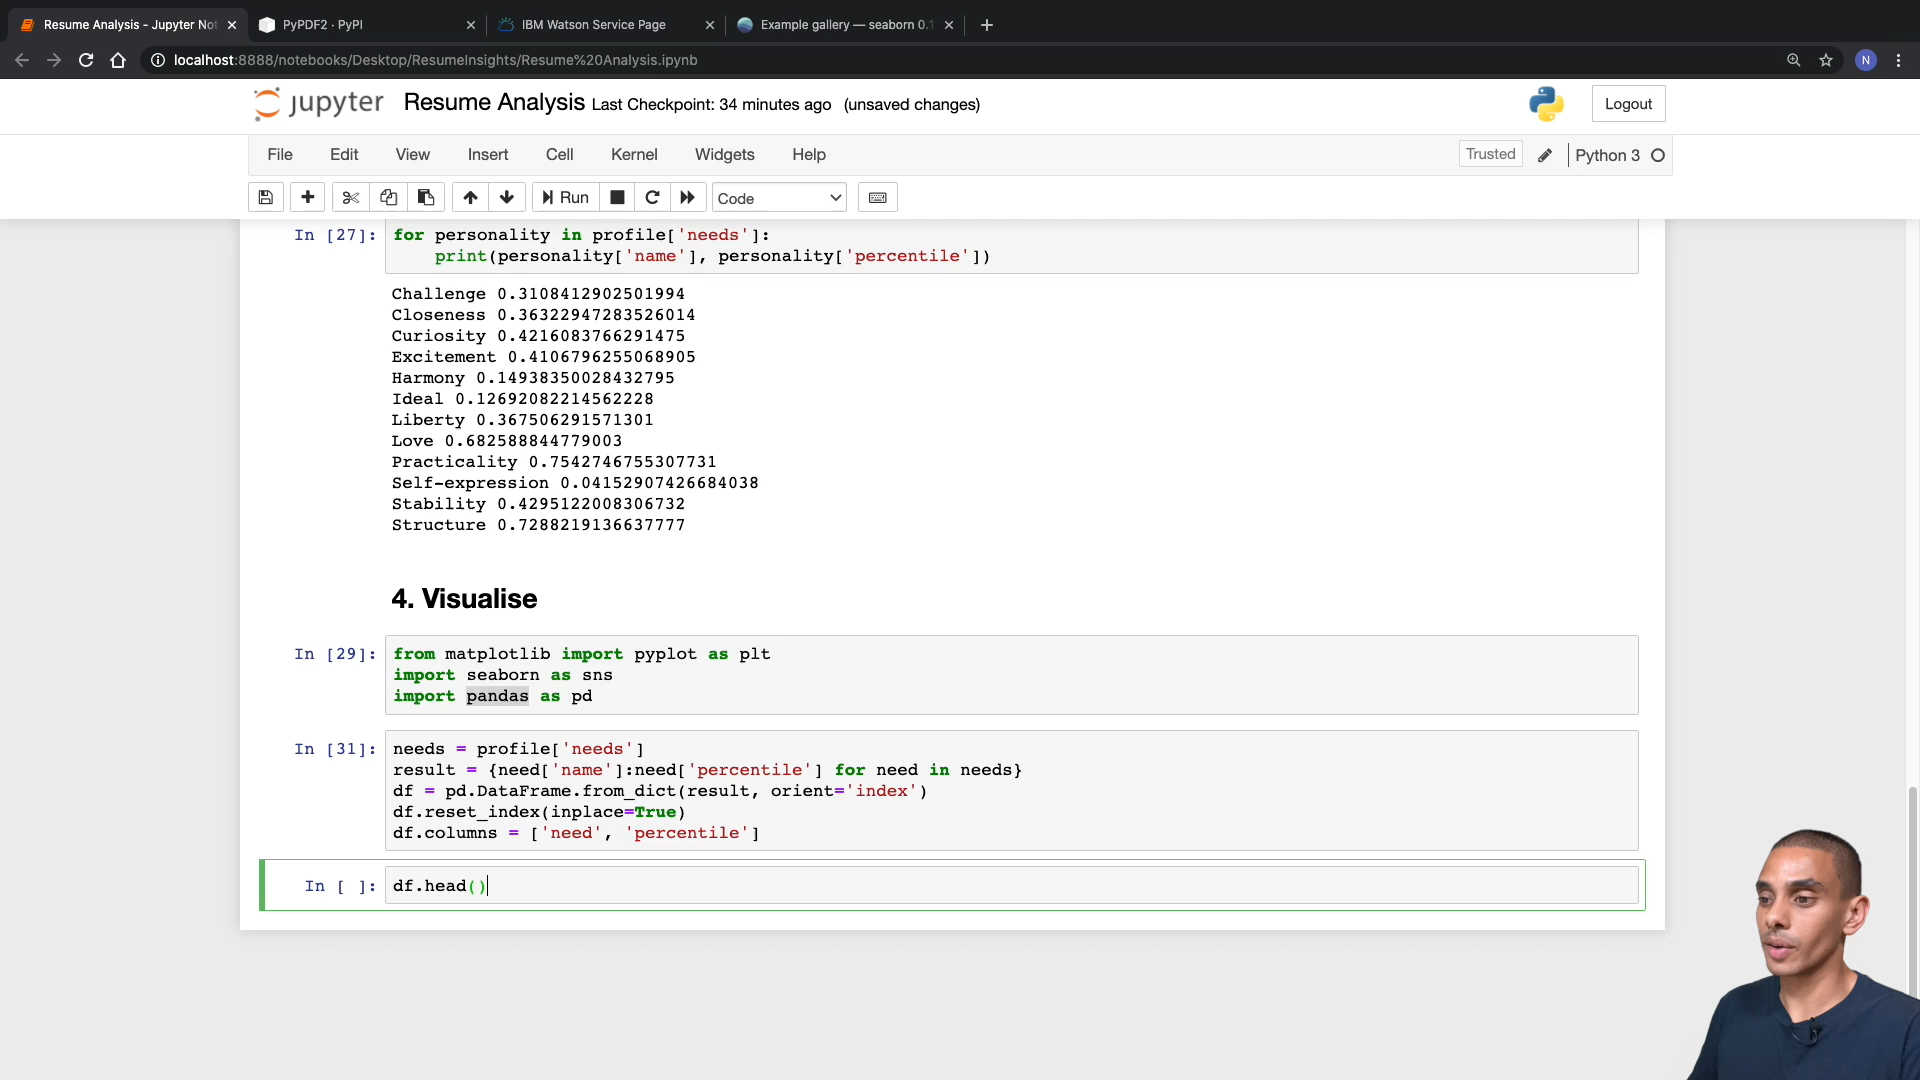 Resume Analysis - Jupyter Not
PyPDF2 · PyPI
IBM Watson Service Page
Example gallery — seaborn 0.1
localhost:8888/notebooks/Desktop/ResumeInsights/Resume%20Analysis.ipynb
N
jupyter Resume Analysis Last Checkpoint: 34 minutes ago (unsaved changes)
Logout
File Edit View Insert Cell Kernel Widgets Help
Trusted Python 3
Run Code
In [27]: for personality in profile['needs']:
print(personality['name'], personality['percentile'])
Challenge 0.3108412902501994
Closeness 0.36322947283526014
Curiosity 0.4216083766291475
Excitement 0.4106796255068905
Harmony 0.14938350028432795
Ideal 0.12692082214562228
Liberty 0.367506291571301
Love 0.682588844779003
Practicality 0.7542746755307731
Self-expression 0.04152907426684038
Stability 0.4295122008306732
Structure 0.7288219136637777
4. Visualise
In [29]: from matplotlib import pyplot as plt
import seaborn as sns
import pandas as pd
In [31]: needs = profile['needs']
result = {need['name']:need['percentile'] for need in needs}
df = pd.DataFrame.from_dict(result, orient='index')
df.reset_index(inplace=True)
df.columns = ['need', 'percentile']
In [ ]: df.head()